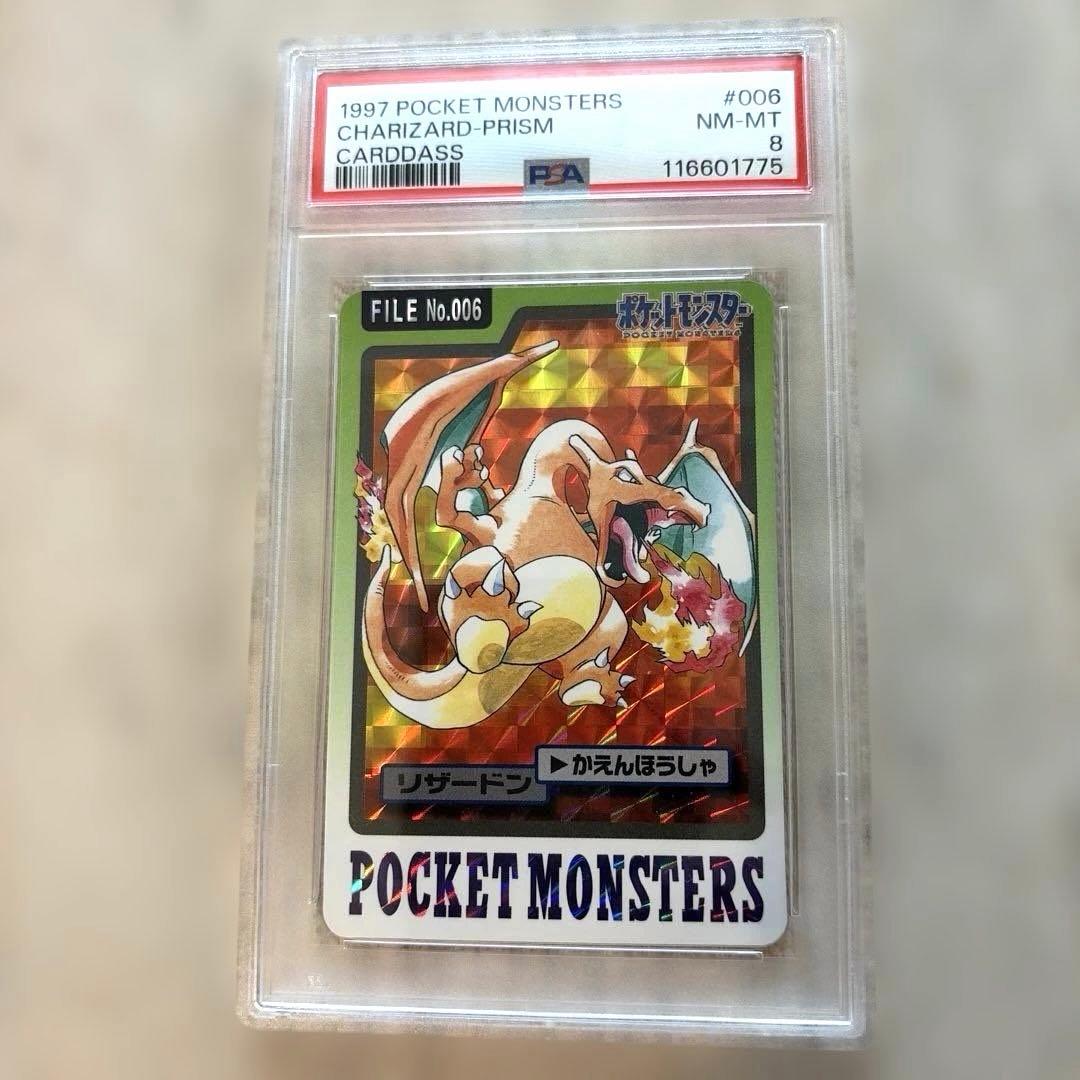 1997 POCKET MONSTERS #006
CHARIZARD-PRISM NM-MT
CARDDASS 8
PSA 116601775
FILE No.006
ポケットモンスター
POCKET MONSTERS
▶かえんほうしゃ
リザードン
POCKET MONSTERS